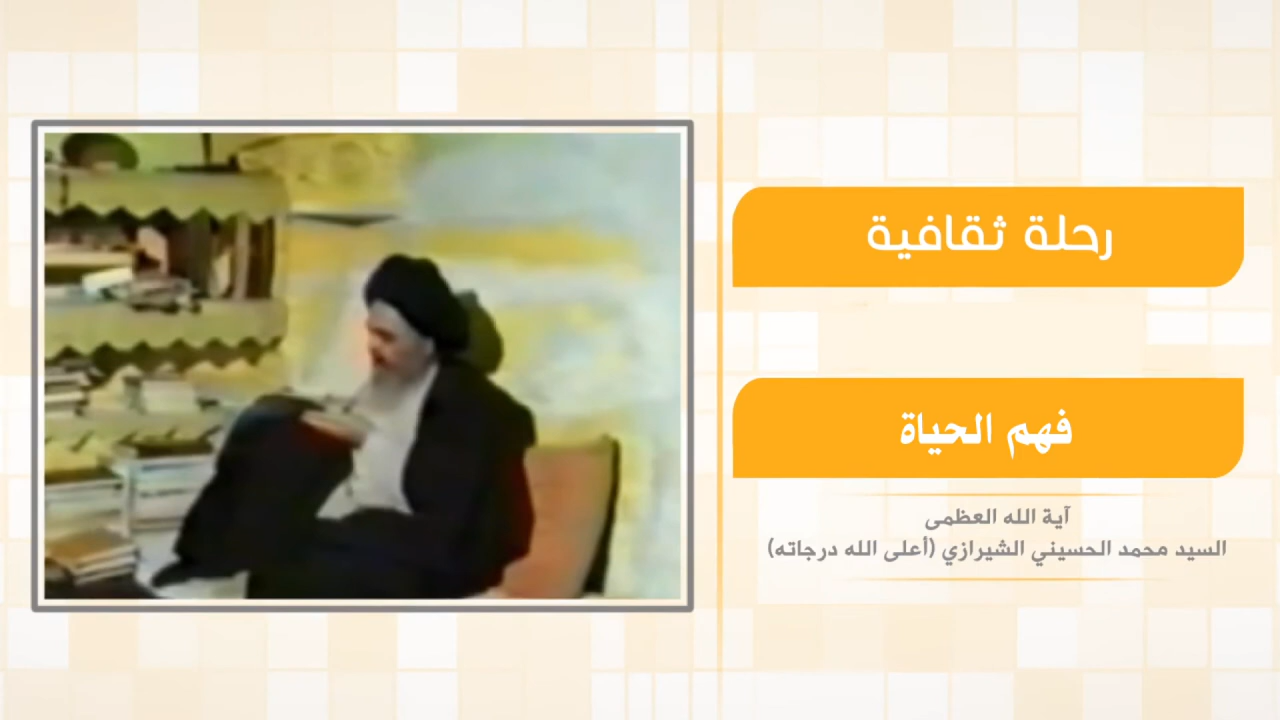 رحلة ثقافية
فهم الحياة
آية الله العظمى
السيد محمد الحسيني الشيرازي (أعلى الله درجاته)